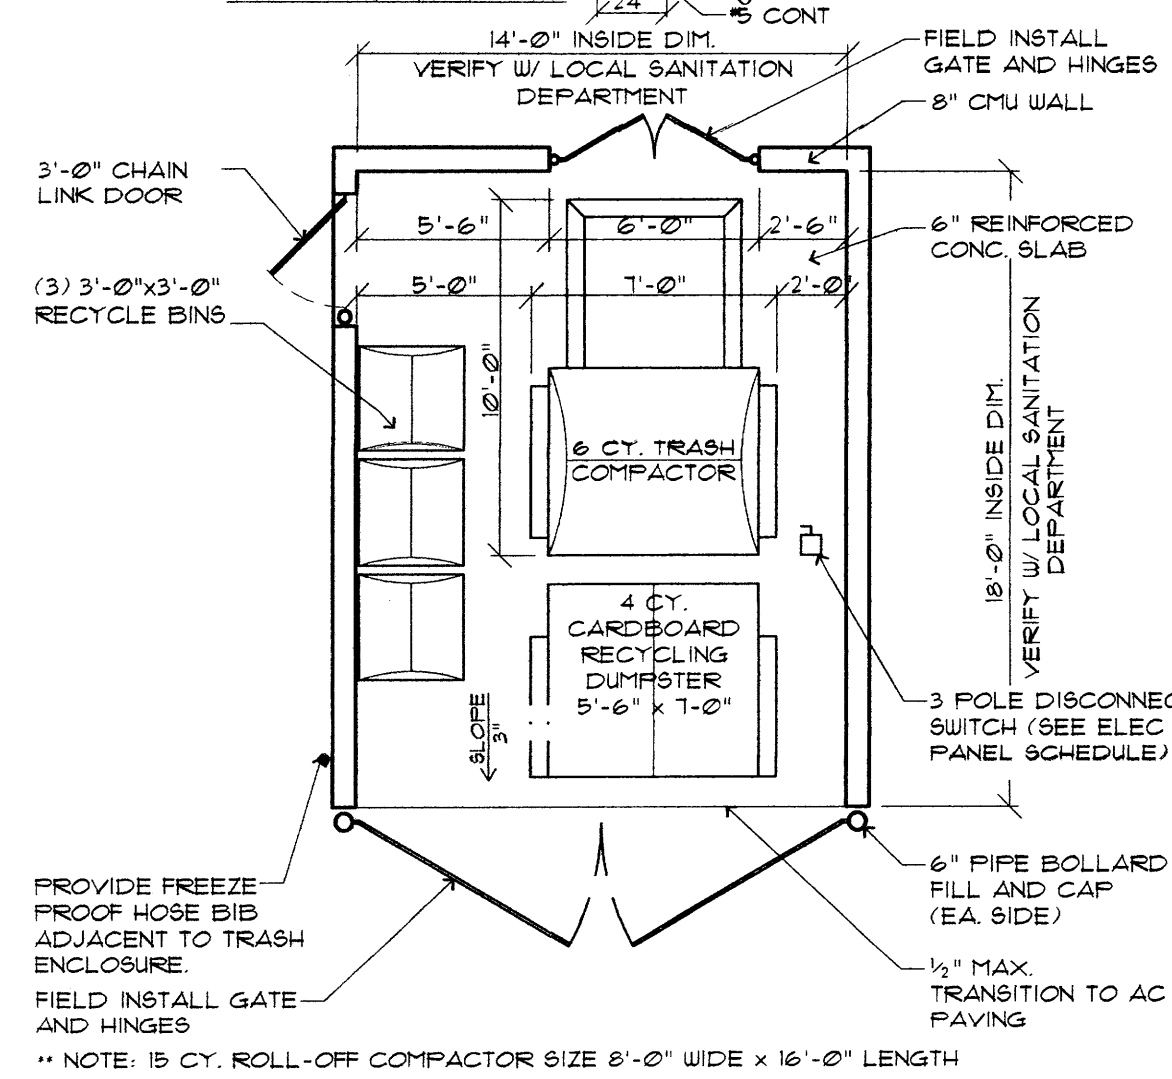 24"
#5 CONT
14'-0" INSIDE DIM.
VERIFY W/ LOCAL SANITATION
DEPARTMENT
FIELD INSTALL
GATE AND HINGES
8" CMU WALL
3'-0" CHAIN
LINK DOOR
5'-6"
6'-0"
2'-6"
6" REINFORCED
CONC. SLAB
(3) 3'-0"x3'-0"
RECYCLE BINS
5'-0"
7'-0"
2'-0"
10'-0"
6 CY. TRASH
COMPACTOR
18'-0" INSIDE DIM.
VERIFY W/ LOCAL SANITATION
DEPARTMENT
4 CY.
CARDBOARD
RECYCLING
DUMPSTER
5'-6" x 7-0"
SLOPE
3"
3 POLE DISCONNEC
SWITCH (SEE ELEC
PANEL SCHEDULE)
PROVIDE FREEZE
PROOF HOSE BIB
ADJACENT TO TRASH
ENCLOSURE.
6" PIPE BOLLARD
FILL AND CAP
(EA. SIDE)
FIELD INSTALL GATE
AND HINGES
½" MAX.
TRANSITION TO AC
PAVING
** NOTE: 15 CY. ROLL-OFF COMPACTOR SIZE 8'-0" WIDE x 16'-0" LENGTH